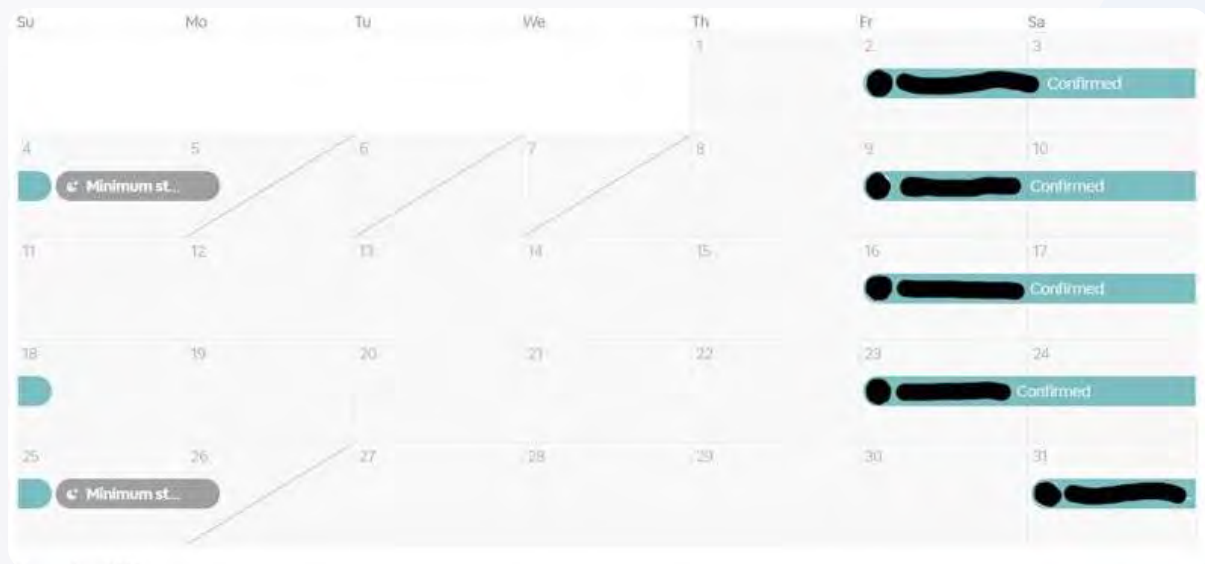 Su Mo Tu We Th Fr Sa
1 2 3
Confirmed
4 5 6 7 8 9 10
Minimum st... Confirmed
11 12 13 14 15 16 17
Confirmed
18 19 20 21 22 23 24
Confirmed
25 26 27 28 29 30 31
Minimum st...